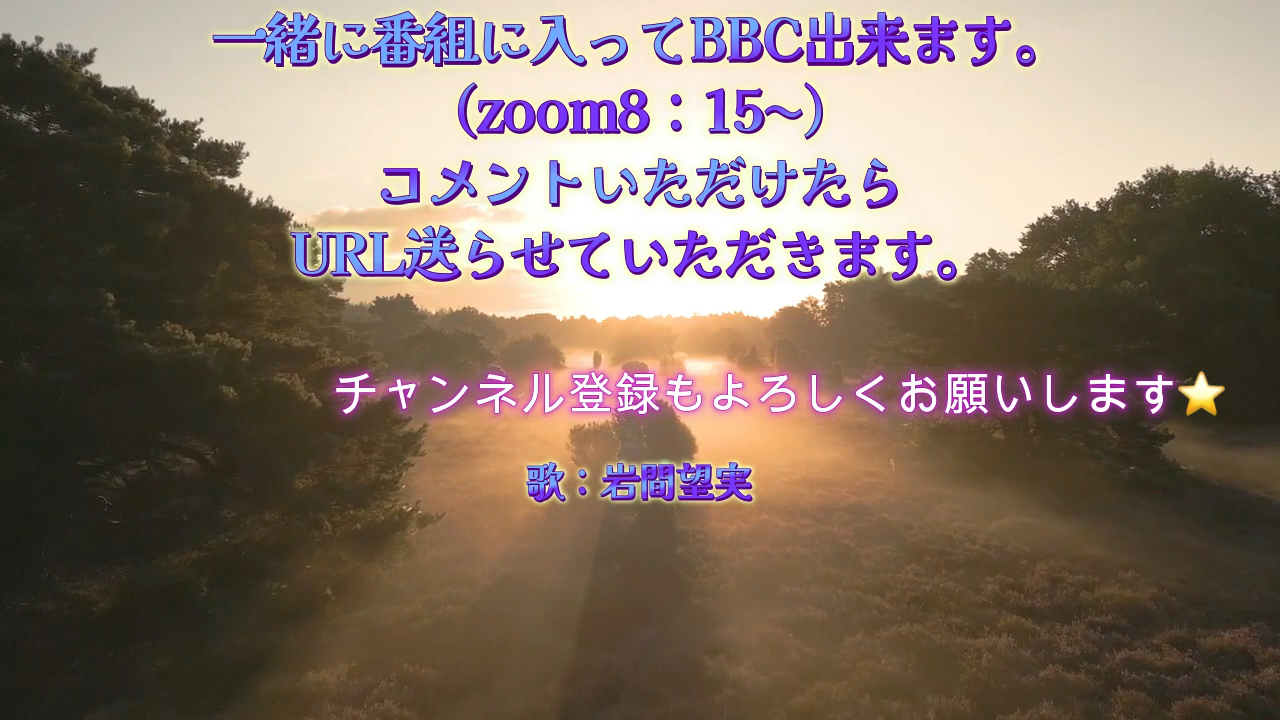 一緒に番組に入ってBBC出来ます。
（zoom8：15~）
コメントいただけたら
URL送らせていただきます。
チャンネル登録もよろしくお願いします⭐
歌：岩間望実